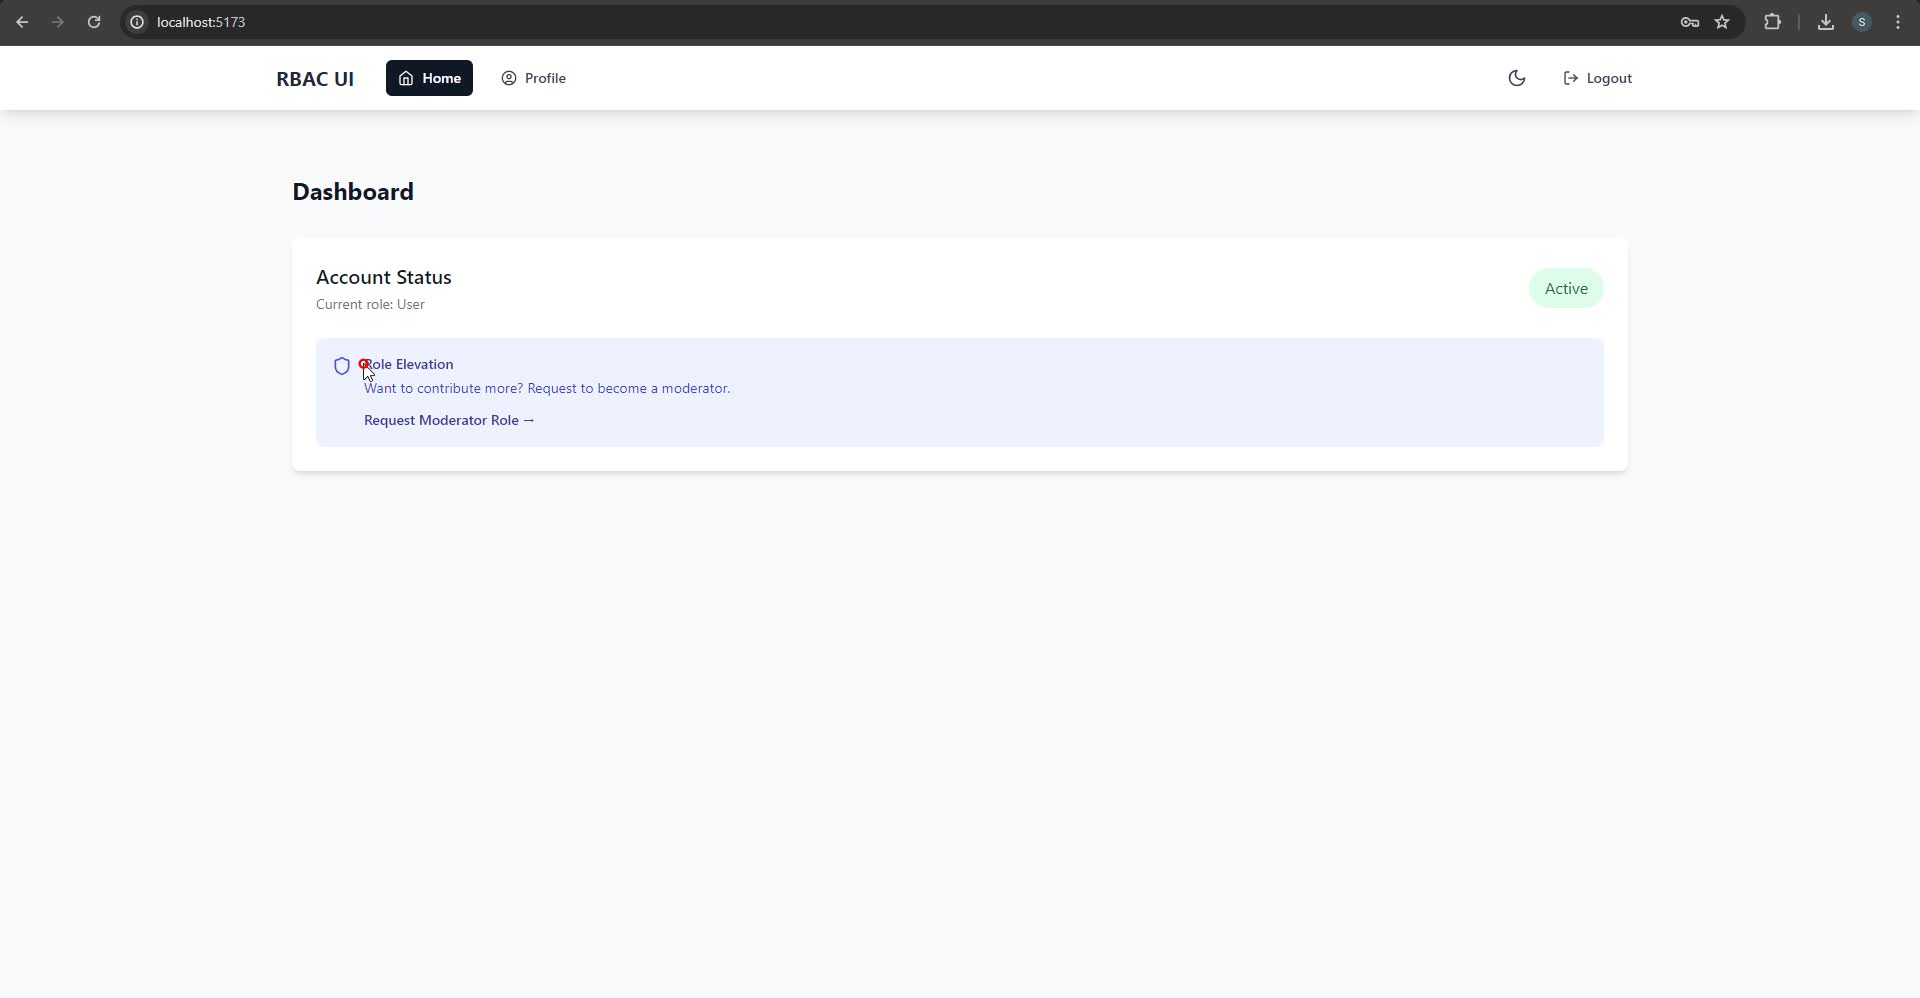 localhost:5173
S
RBAC UI
Home
Profile
Logout
Dashboard
Account Status
Current role: User
Active
Role Elevation
Want to contribute more? Request to become a moderator.
Request Moderator Role →